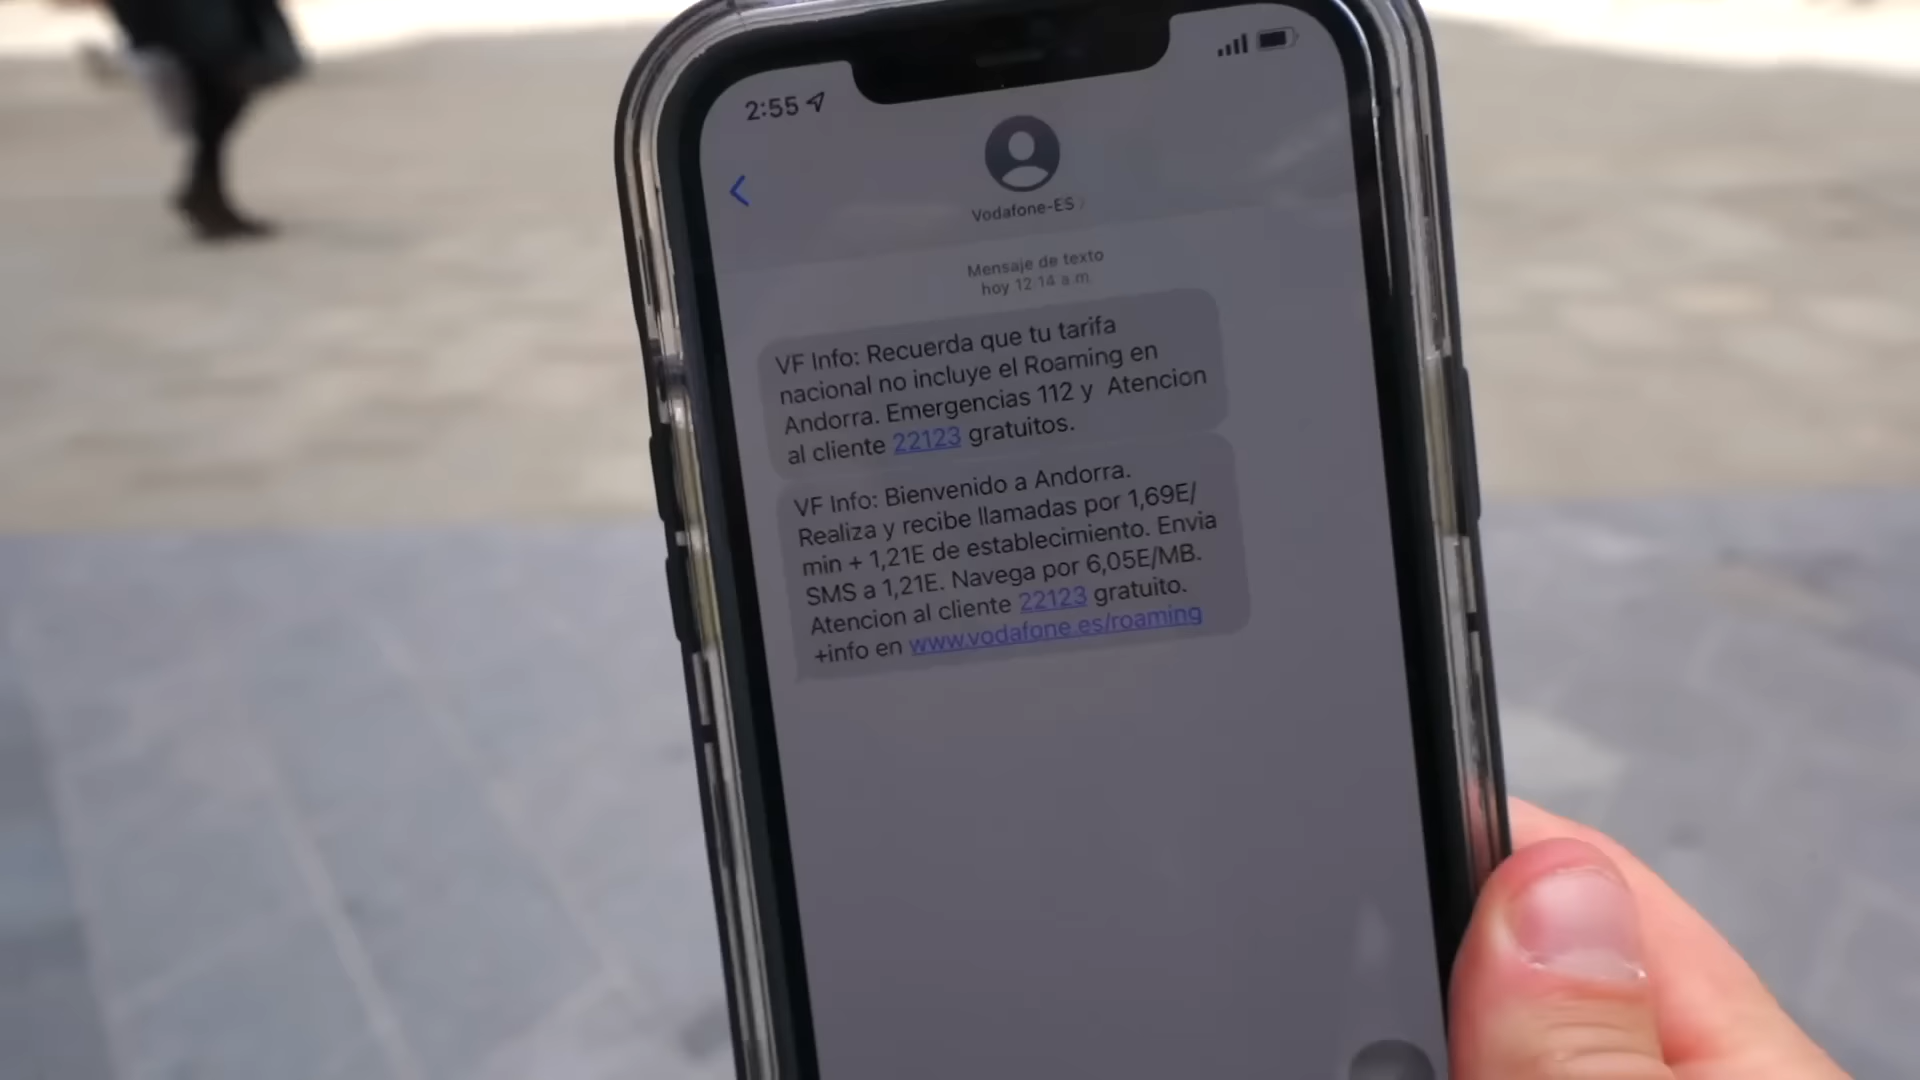 2:55
Vodafone-ES
Mensaje de texto
hoy 12:14 a.m.
VF Info: Recuerda que tu tarifa
nacional no incluye el Roaming en
Andorra. Emergencias 112 y  Atencion
al cliente 22123 gratuitos.
VF Info: Bienvenido a Andorra.
Realiza y recibe llamadas por 1,69E/
min + 1,21E de establecimiento. Envia
SMS a 1,21E. Navega por 6,05E/MB.
Atencion al cliente 22123 gratuito.
+info en www.vodafone.es/roaming